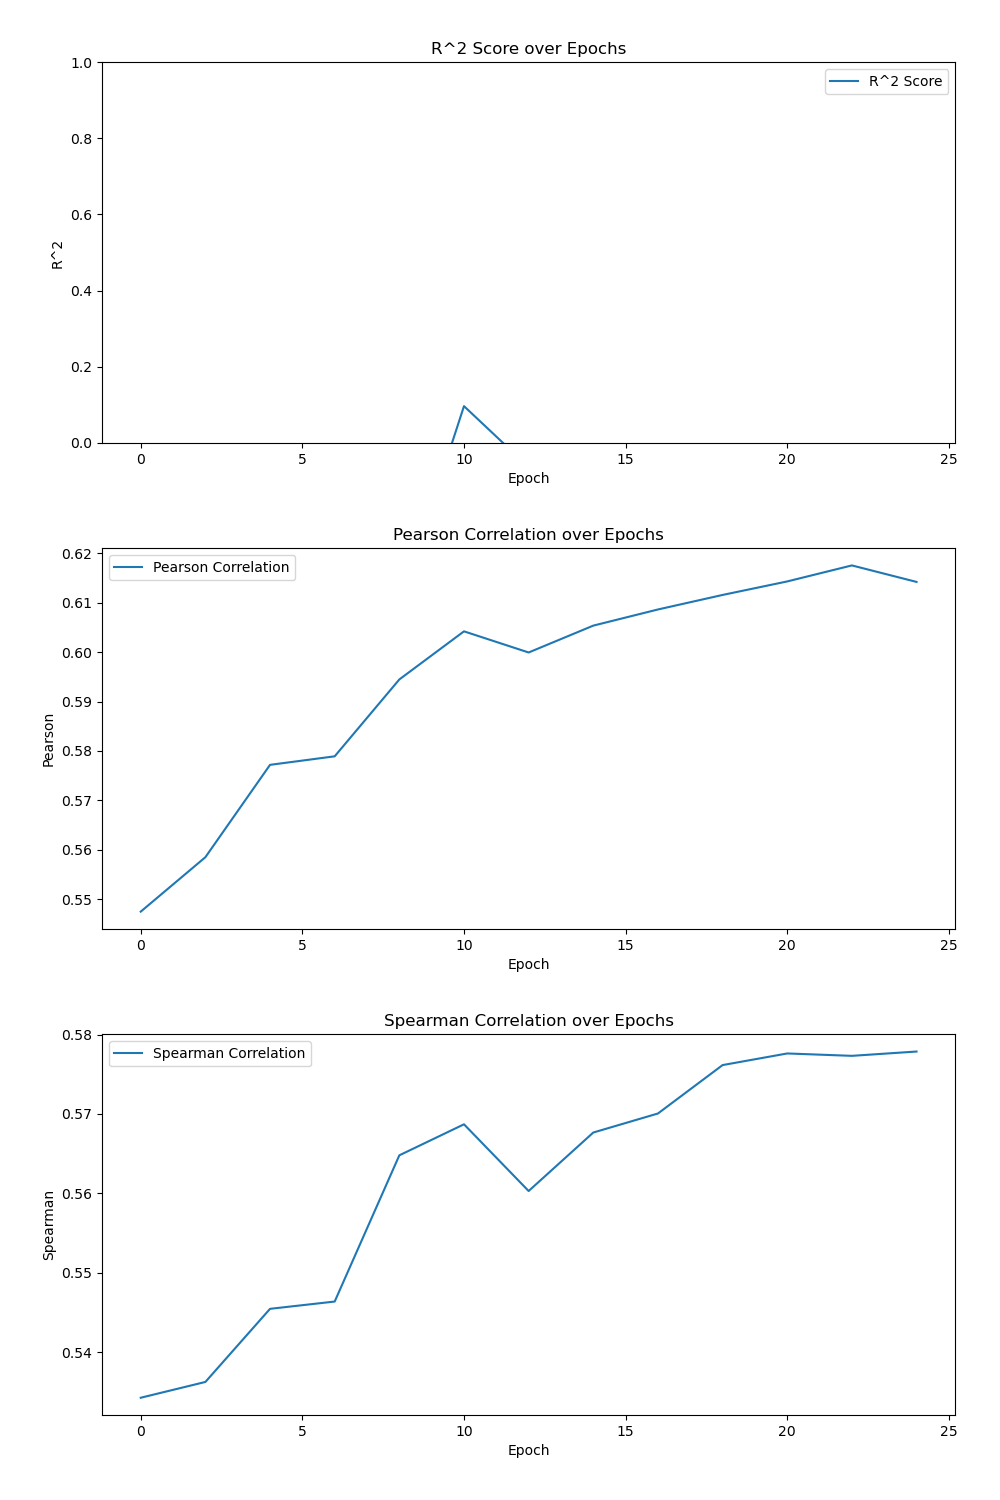 R^2 Score over Epochs
1.0
R^2 Score
0.8
0.6
R^2
0.4
0.2
0.0
0 5 10 15 20 25
Epoch
Pearson Correlation over Epochs
0.62
Pearson Correlation
0.61
0.60
0.59
Pearson
0.58
0.57
0.56
0.55
0 5 10 15 20 25
Epoch
Spearman Correlation over Epochs
0.58
Spearman Correlation
0.57
0.56
Spearman
0.55
0.54
0 5 10 15 20 25
Epoch